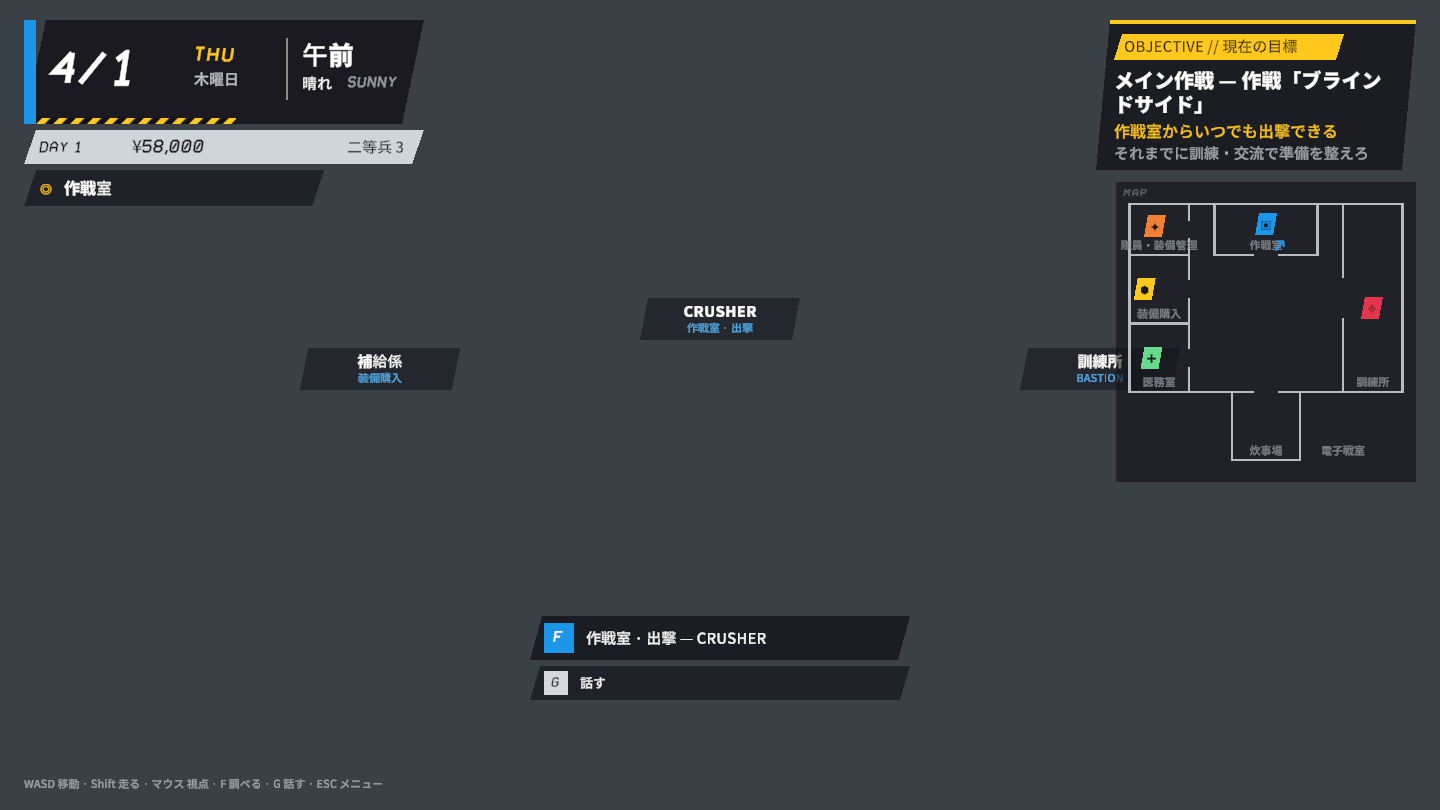 4/1
THU
木曜日
午前
晴れ SUNNY
DAY 1 ¥58,000 二等兵 3
◎ 作戦室
OBJECTIVE // 現在の目標
メイン作戦 — 作戦「ブライン
ドサイド」
作戦室からいつでも出撃できる
それまでに訓練・交流で準備を整えろ
MAP
隊員・装備管理
作戦室
装備購入
医務室
訓練所
炊事場
電子戦室
CRUSHER
作戦室・出撃
補給係
装備購入
訓練所
BASTION
F 作戦室・出撃 — CRUSHER
G 話す
WASD 移動・Shift 走る・マウス 視点・F 調べる・G 話す・ESC メニュー